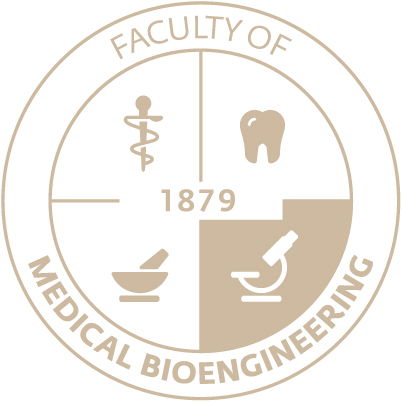 FACULTY OF
1879
MEDICAL BIOENGINEERING